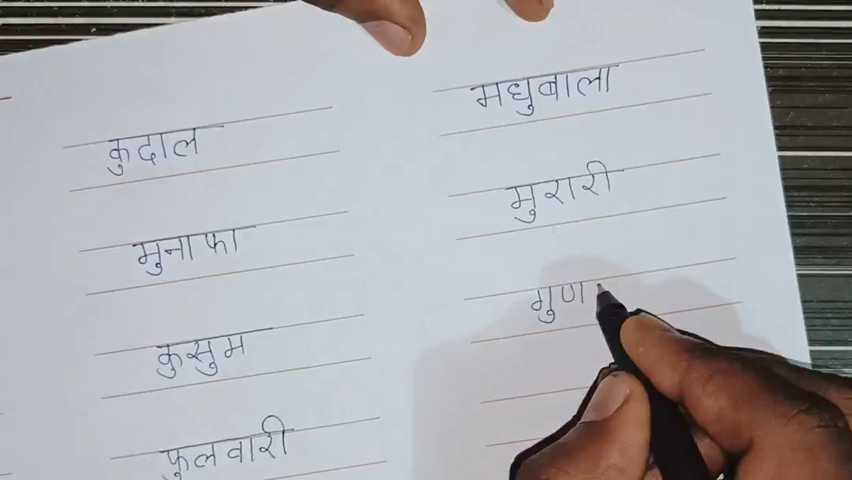 कुदाल
मुनाफा
कुसुम
फुलवारी
मधुबाला
मुरारी
गुण